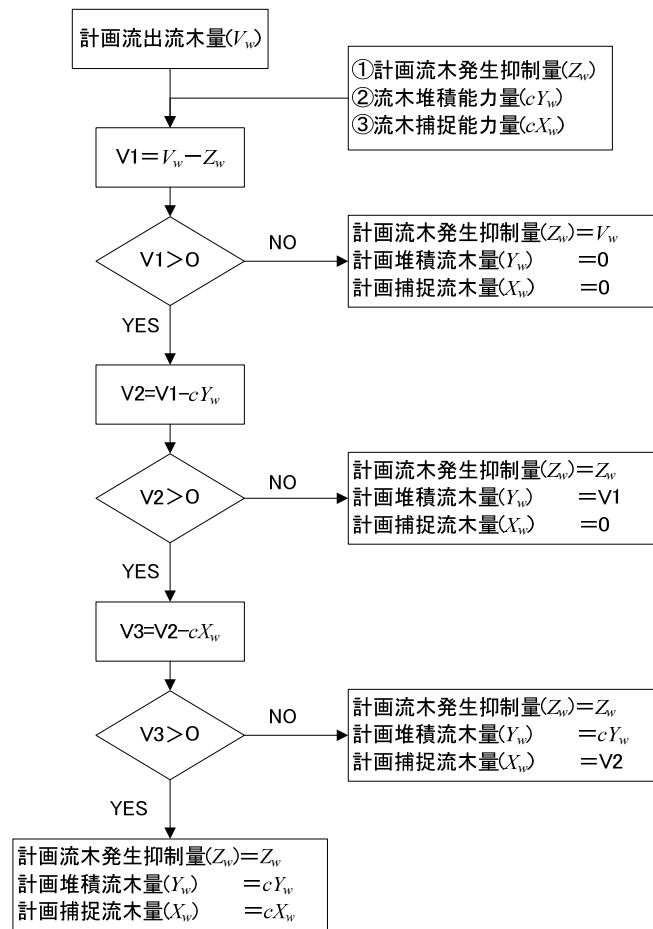 計画流出流木量(Vw)
①計画流木発生抑制量(Zw)
②流木堆積能力量(cYw)
③流木捕捉能力量(cXw)
V1＝Vw－Zw
V1＞0
NO
計画流木発生抑制量(Zw)＝Vw
計画堆積流木量(Yw) ＝0
計画捕捉流木量(Xw) ＝0
YES
V2=V1-cYw
V2＞0
NO
計画流木発生抑制量(Zw)＝Zw
計画堆積流木量(Yw) ＝V1
計画捕捉流木量(Xw) ＝0
YES
V3=V2-cXw
V3＞0
NO
計画流木発生抑制量(Zw)＝Zw
計画堆積流木量(Yw) ＝cYw
計画捕捉流木量(Xw) ＝V2
YES
計画流木発生抑制量(Zw)＝Zw
計画堆積流木量(Yw) ＝cYw
計画捕捉流木量(Xw) ＝cXw